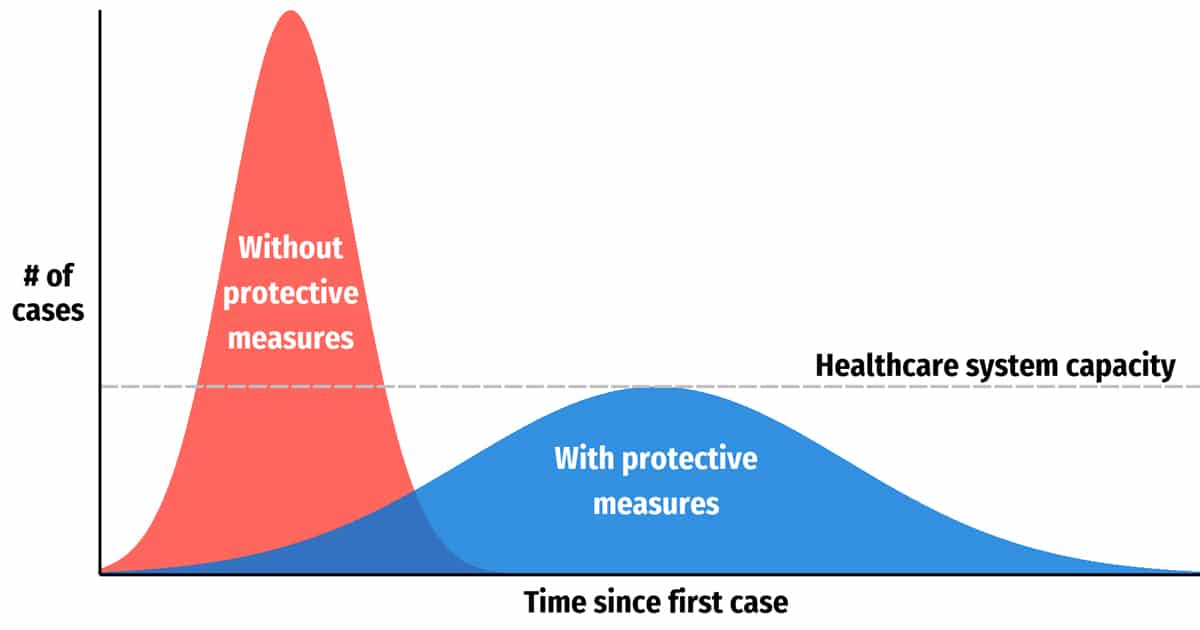 Without
protective
measures
# of
cases
Healthcare system capacity
With protective
measures
Time since first case